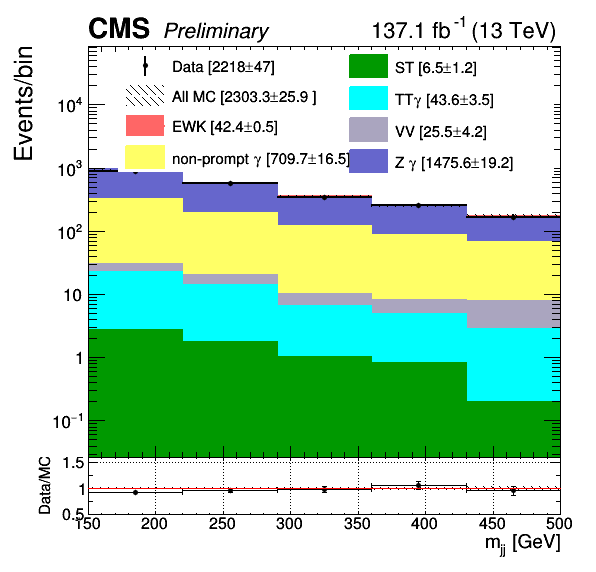 CMS Preliminary 137.1 fb⁻¹ (13 TeV)
Events/bin
Data [2218±47]
All MC [2303.3±25.9 ]
EWK [42.4±0.5]
non-prompt γ [709.7±16.5]
ST [6.5±1.2]
TTγ [43.6±3.5]
VV [25.5±4.2]
Z γ [1475.6±19.2]
10⁴
10³
10²
10
1
10⁻¹
Data/MC
1.5
1
0.5
150 200 250 300 350 400 450 500
m_jj [GeV]